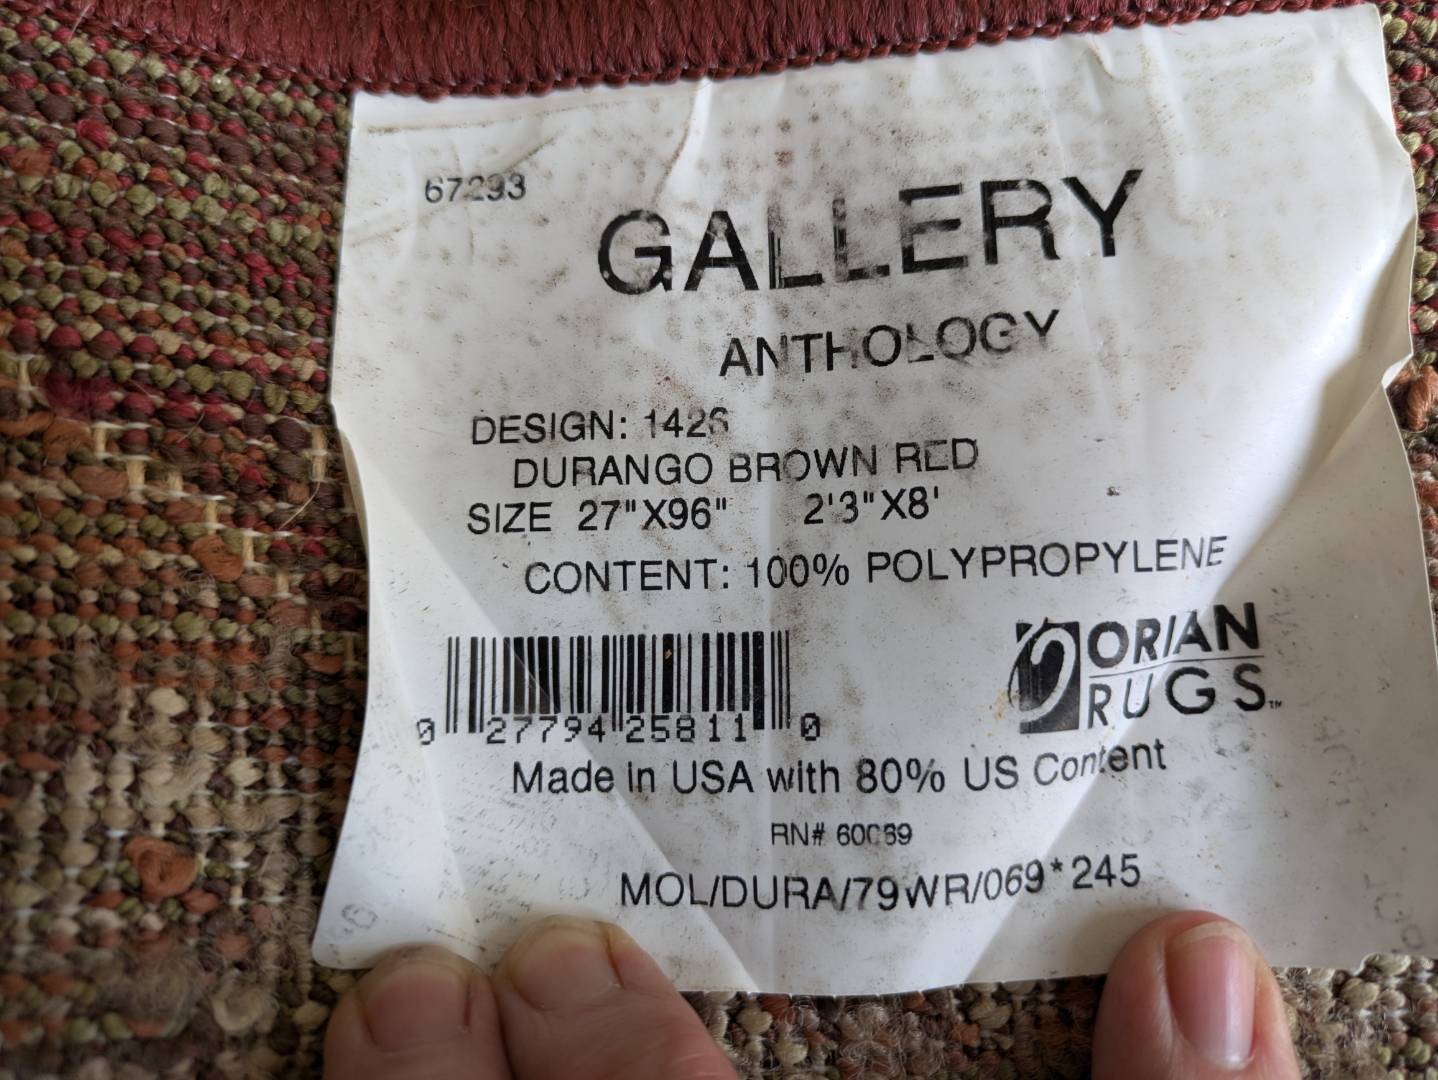 67293
GALLERY
ANTHOLOGY
DESIGN: 1426
DURANGO BROWN RED
SIZE 27"X96" 2'3"X8'
CONTENT: 100% POLYPROPYLENE
ORIAN
RUGS™
0 27794 25811 0
Made in USA with 80% US Content
RN# 60069
MOL/DURA/79WR/069*245